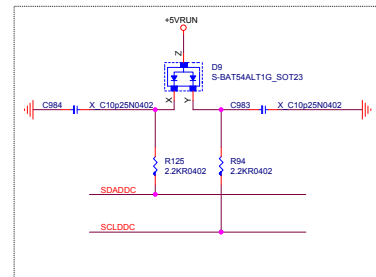 +5VRUN
Z
D9
S-BAT54ALT1G_SOT23
C984
X_C10p25N0402
X
Y
C983
X_C10p25N0402
R125
2.2KR0402
R94
2.2KR0402
SDADDC
SCLDDC